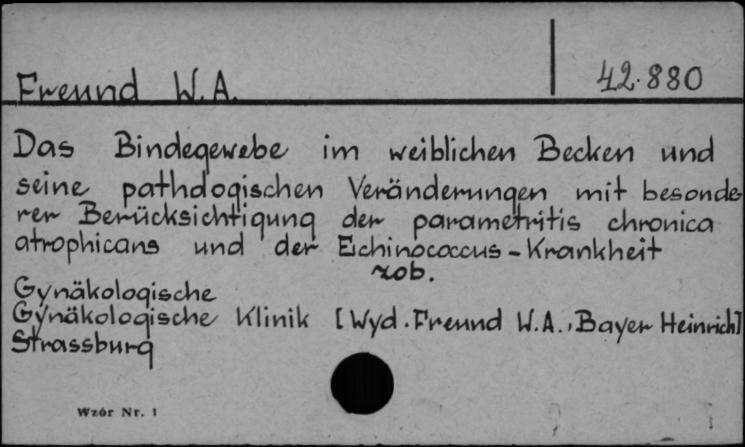 Freund W.A. 42.880
Das Bindegewebe im weiblichen Becken und
seine pathologischen Veränderungen mit besonde-
rer Berücksichtigung der parametritis chronica
atrophicans und der Echinococcus-Krankheit
zob.
Gynäkologische
Gynäkologische Klinik [Wyd. Freund W.A., Bayer Heinrich]
Strassburg
Wzór Nr. 1